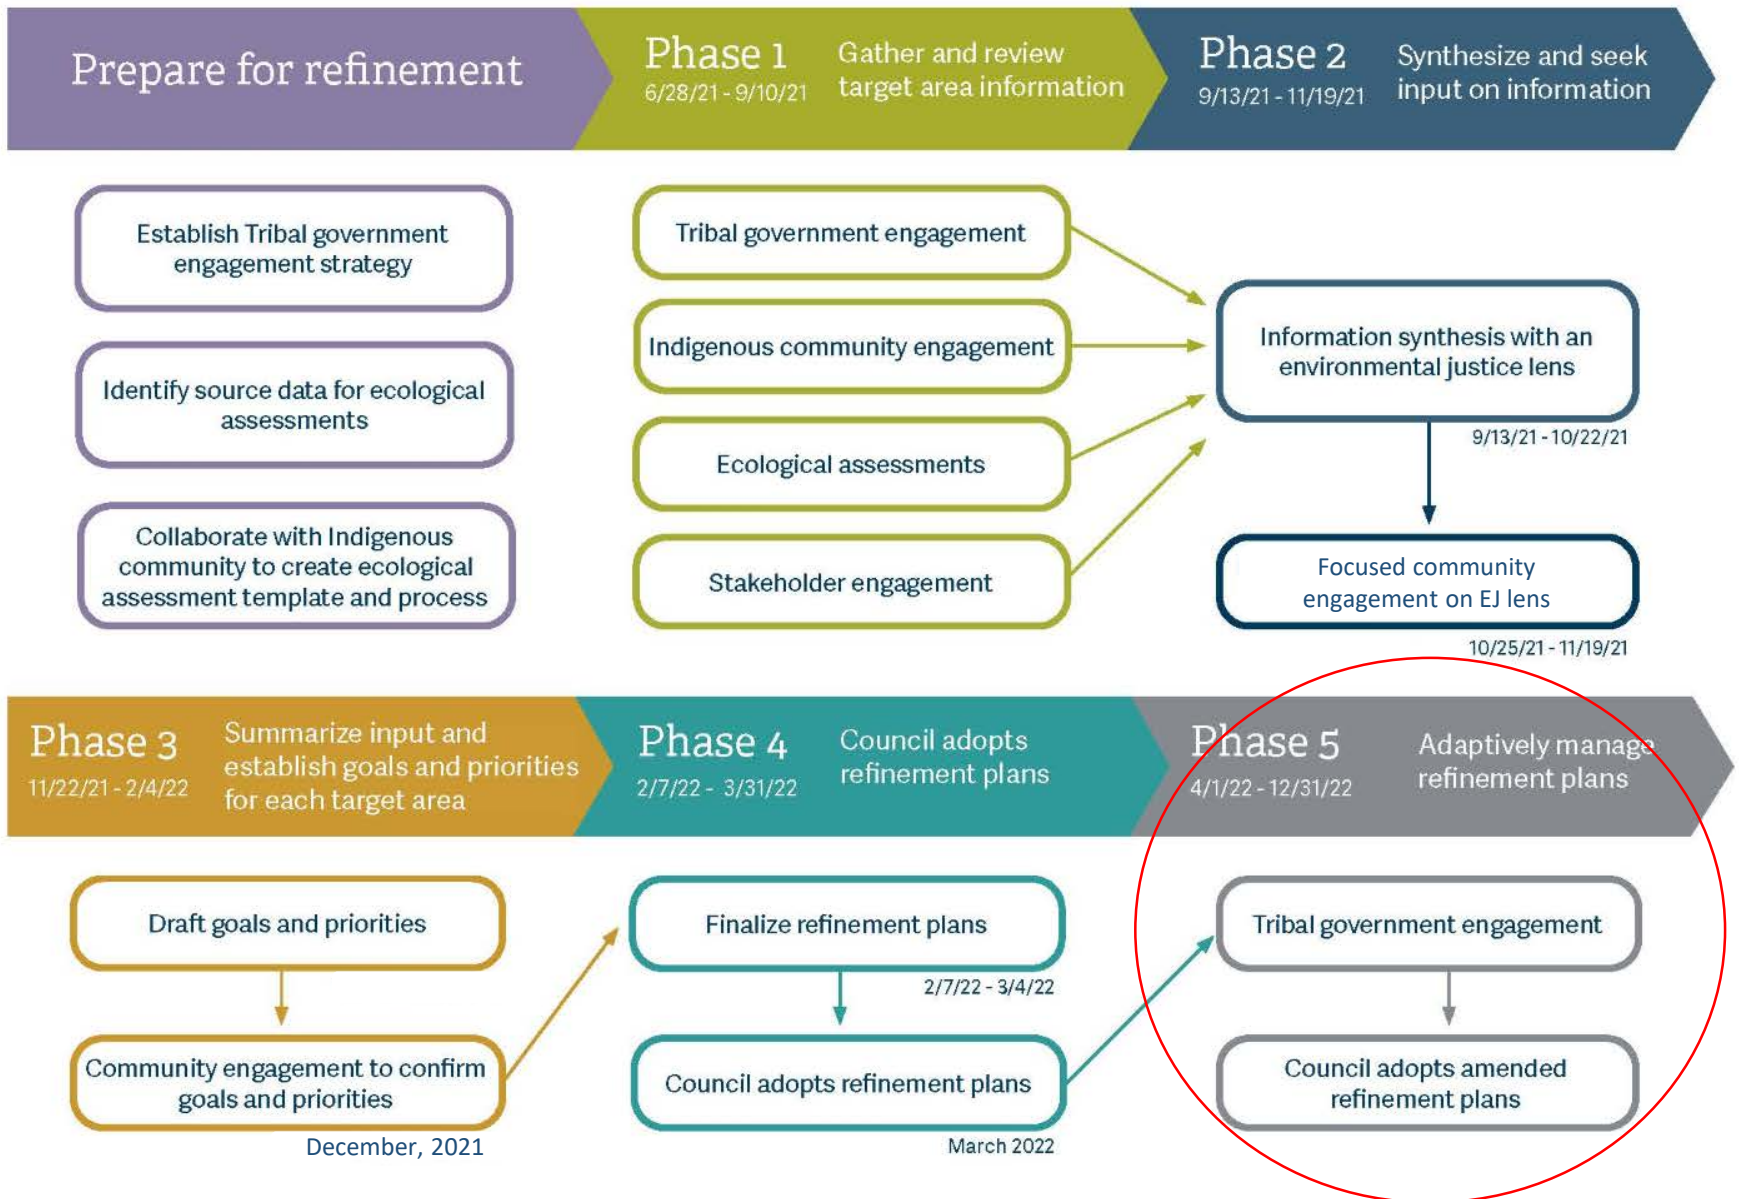 Prepare for refinement
Phase 1
6/28/21 - 9/10/21
Gather and review
target area information
Phase 2
9/13/21 - 11/19/21
Synthesize and seek
input on information
Establish Tribal government
engagement strategy
Identify source data for ecological
assessments
Collaborate with Indigenous
community to create ecological
assessment template and process
Tribal government engagement
Indigenous community engagement
Ecological assessments
Stakeholder engagement
Information synthesis with an
environmental justice lens
9/13/21 - 10/22/21
Focused community
engagement on EJ lens
10/25/21 - 11/19/21
Phase 3
11/22/21 - 2/4/22
Summarize input and
establish goals and priorities
for each target area
Phase 4
2/7/22 - 3/31/22
Council adopts
refinement plans
Phase 5
4/1/22 - 12/31/22
Adaptively manage
refinement plans
Draft goals and priorities
Community engagement to confirm
goals and priorities
December, 2021
Finalize refinement plans
2/7/22 - 3/4/22
Council adopts refinement plans
March 2022
Tribal government engagement
Council adopts amended
refinement plans